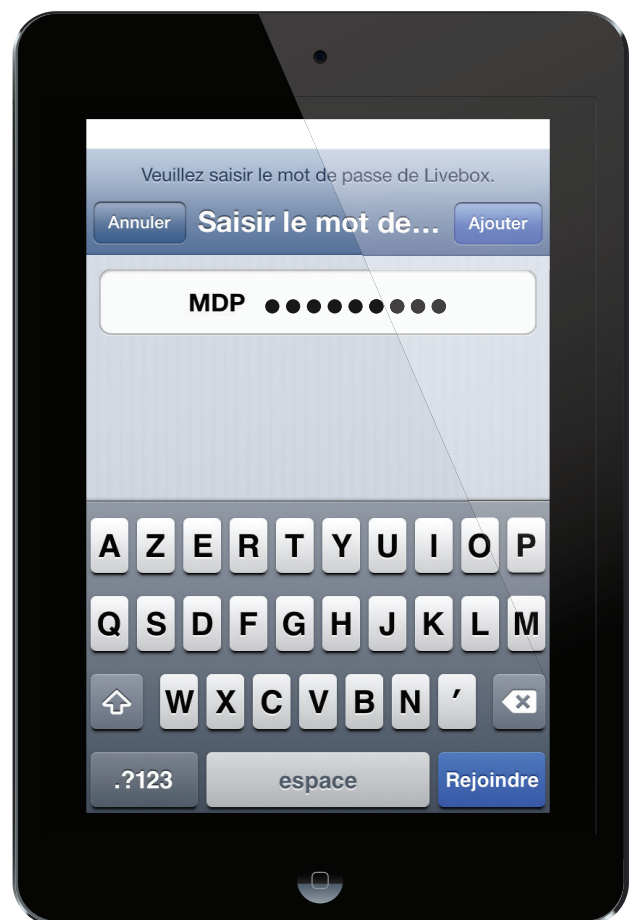 Veuillez saisir le mot de passe de Livebox.
Annuler Saisir le mot de... Ajouter
MDP ●●●●●●●●●
A Z E R T Y U I O P
Q S D F G H J K L M
W X C V B N ′
.?123 espace Rejoindre